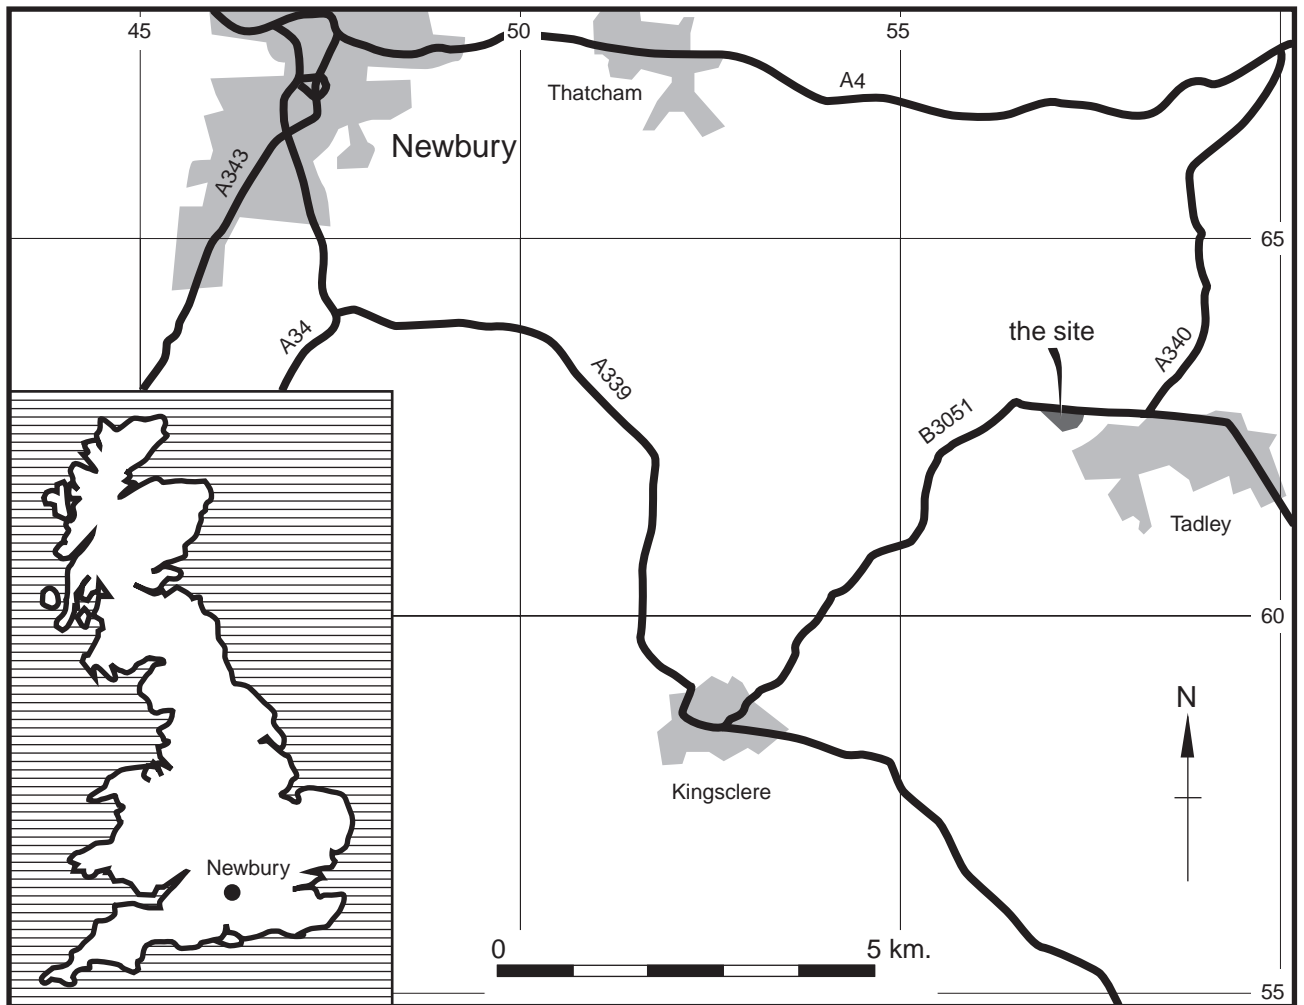 45
50
55
Thatcham
A4
Newbury
A343
65
the site
A34
A340
A339
B3051
Tadley
60
N
Kingsclere
Newbury
0
5 km.
55